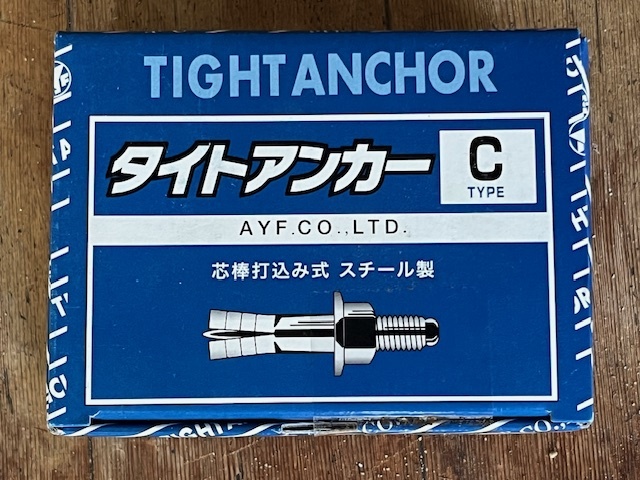 TIGHT ANCHOR
タイトアンカー
C
TYPE
AYF.CO.,LTD.
芯棒打込み式 スチール製